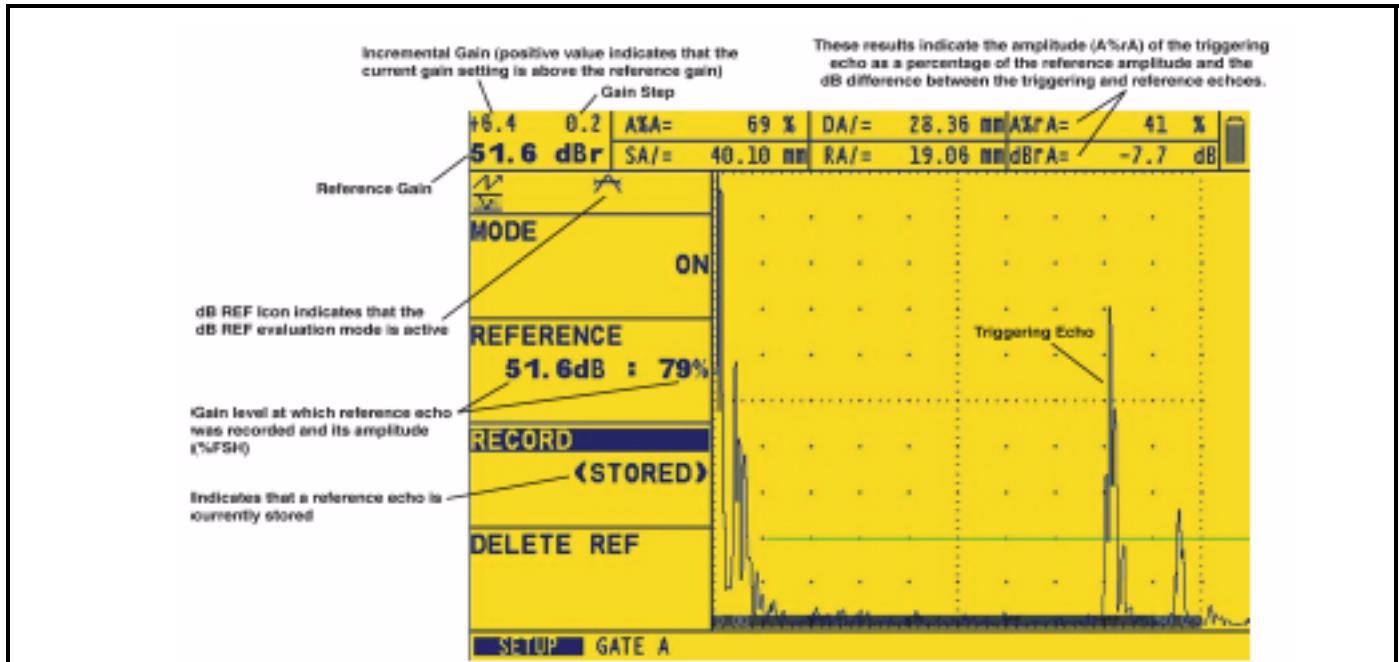 Incremental Gain (positive value indicates that the
current gain setting is above the reference gain)
Gain Step
These results indicate the amplitude (A%rA) of the triggering
echo as a percentage of the reference amplitude and the
dB difference between the triggering and reference echoes.
+6.4 0.2 A%A= 69 % DA/= 28.36 mm A%rA= 41 %
51.6 dBr SA/= 40.10 mm RA/= 19.06 mm dBrA= -7.7 dB
Reference Gain
MODE
ON
dB REF Icon indicates that the
dB REF evaluation mode is active
REFERENCE
51.6dB : 79%
Triggering Echo
Gain level at which reference echo
was recorded and its amplitude
(%FSH)
RECORD
(STORED)
Indicates that a reference echo is
currently stored
DELETE REF
SETUP GATE A